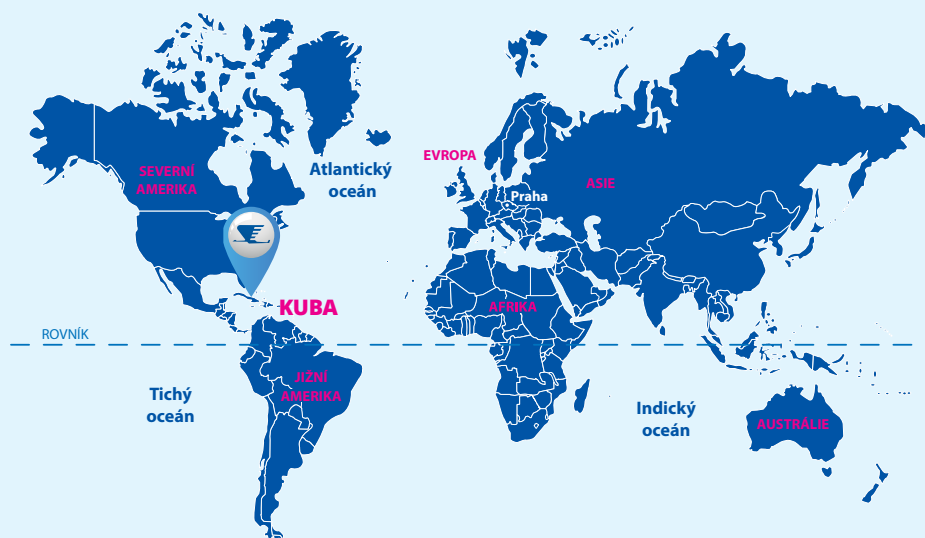 EVROPA
SEVERNÍ
AMERIKA
Atlantický
oceán
ASIE
Praha
KUBA
AFRIKA
ROVNÍK
JIŽNÍ
AMERIKA
Tichý
oceán
Indický
oceán
AUSTRÁLIE